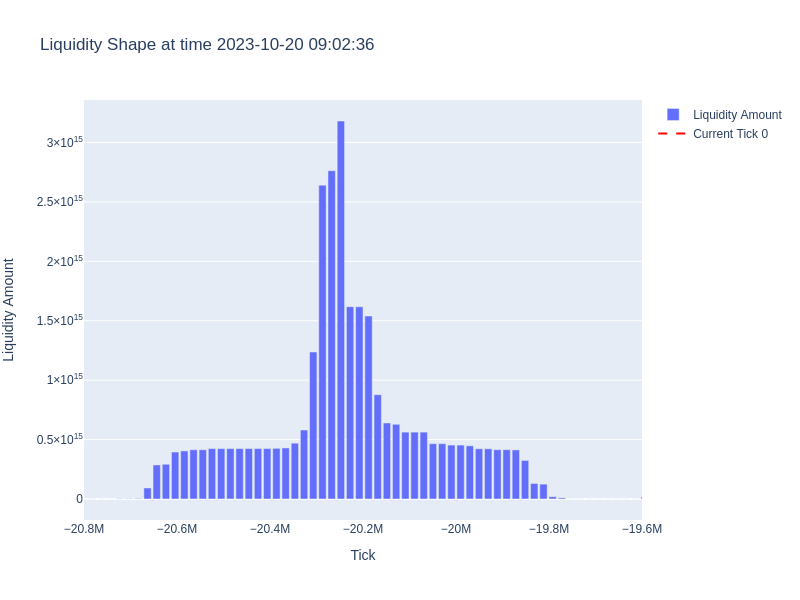 Liquidity Shape at time 2023-10-20 09:02:36
Liquidity Amount
Current Tick 0
3×10¹⁵
2.5×10¹⁵
2×10¹⁵
1.5×10¹⁵
1×10¹⁵
0.5×10¹⁵
0
Liquidity Amount
−20.8M −20.6M −20.4M −20.2M −20M −19.8M −19.6M
Tick